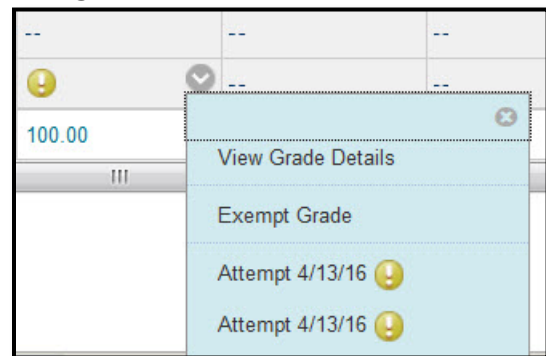 -- -- --
-- --
100.00
View Grade Details
Exempt Grade
Attempt 4/13/16
Attempt 4/13/16